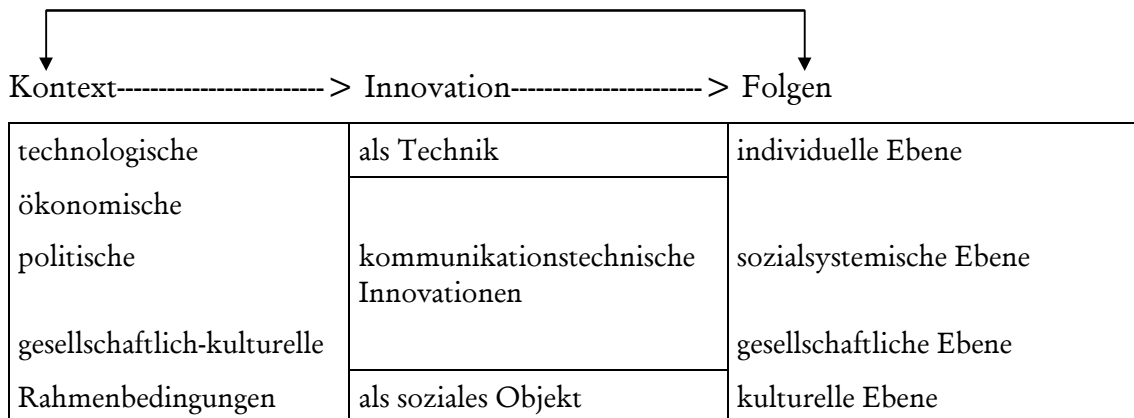 Kontext-------------------------> Innovation-----------------------> Folgen
technologische als Technik individuelle Ebene
ökonomische
politische kommunikationstechnische sozialsystemische Ebene
Innovationen
gesellschaftlich-kulturelle gesellschaftliche Ebene
Rahmenbedingungen als soziales Objekt kulturelle Ebene